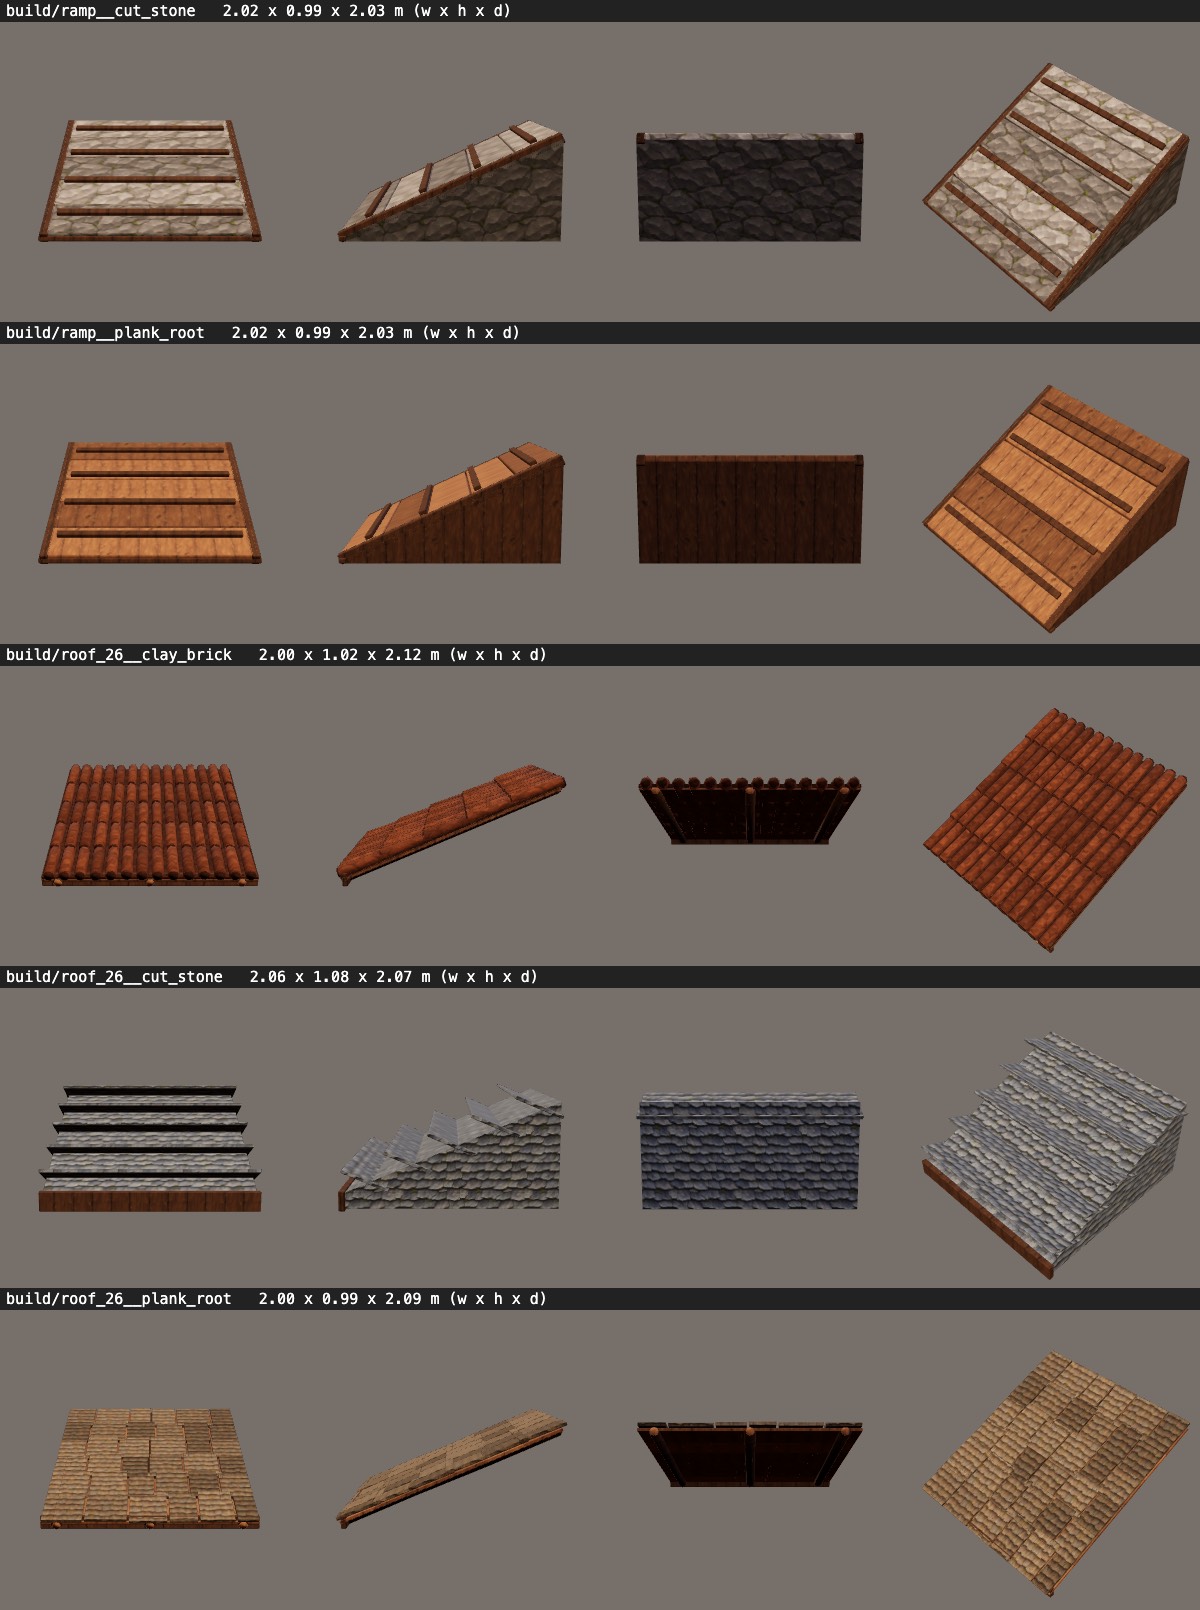 build/ramp__cut_stone   2.02 x 0.99 x 2.03 m (w x h x d)
build/ramp__plank_root   2.02 x 0.99 x 2.03 m (w x h x d)
build/roof_26__clay_brick   2.00 x 1.02 x 2.12 m (w x h x d)
build/roof_26__cut_stone   2.06 x 1.08 x 2.07 m (w x h x d)
build/roof_26__plank_root   2.00 x 0.99 x 2.09 m (w x h x d)